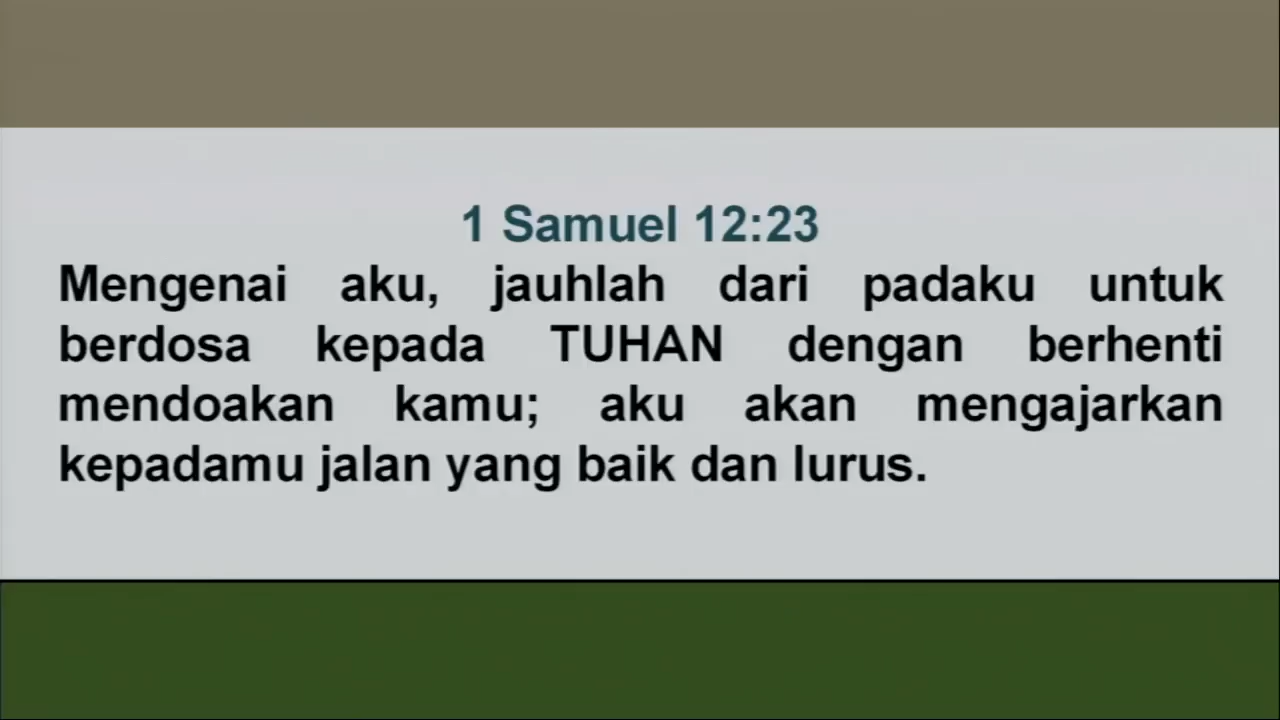 1 Samuel 12:23
Mengenai aku, jauhlah dari padaku untuk
berdosa kepada TUHAN dengan berhenti
mendoakan kamu; aku akan mengajarkan
kepadamu jalan yang baik dan lurus.